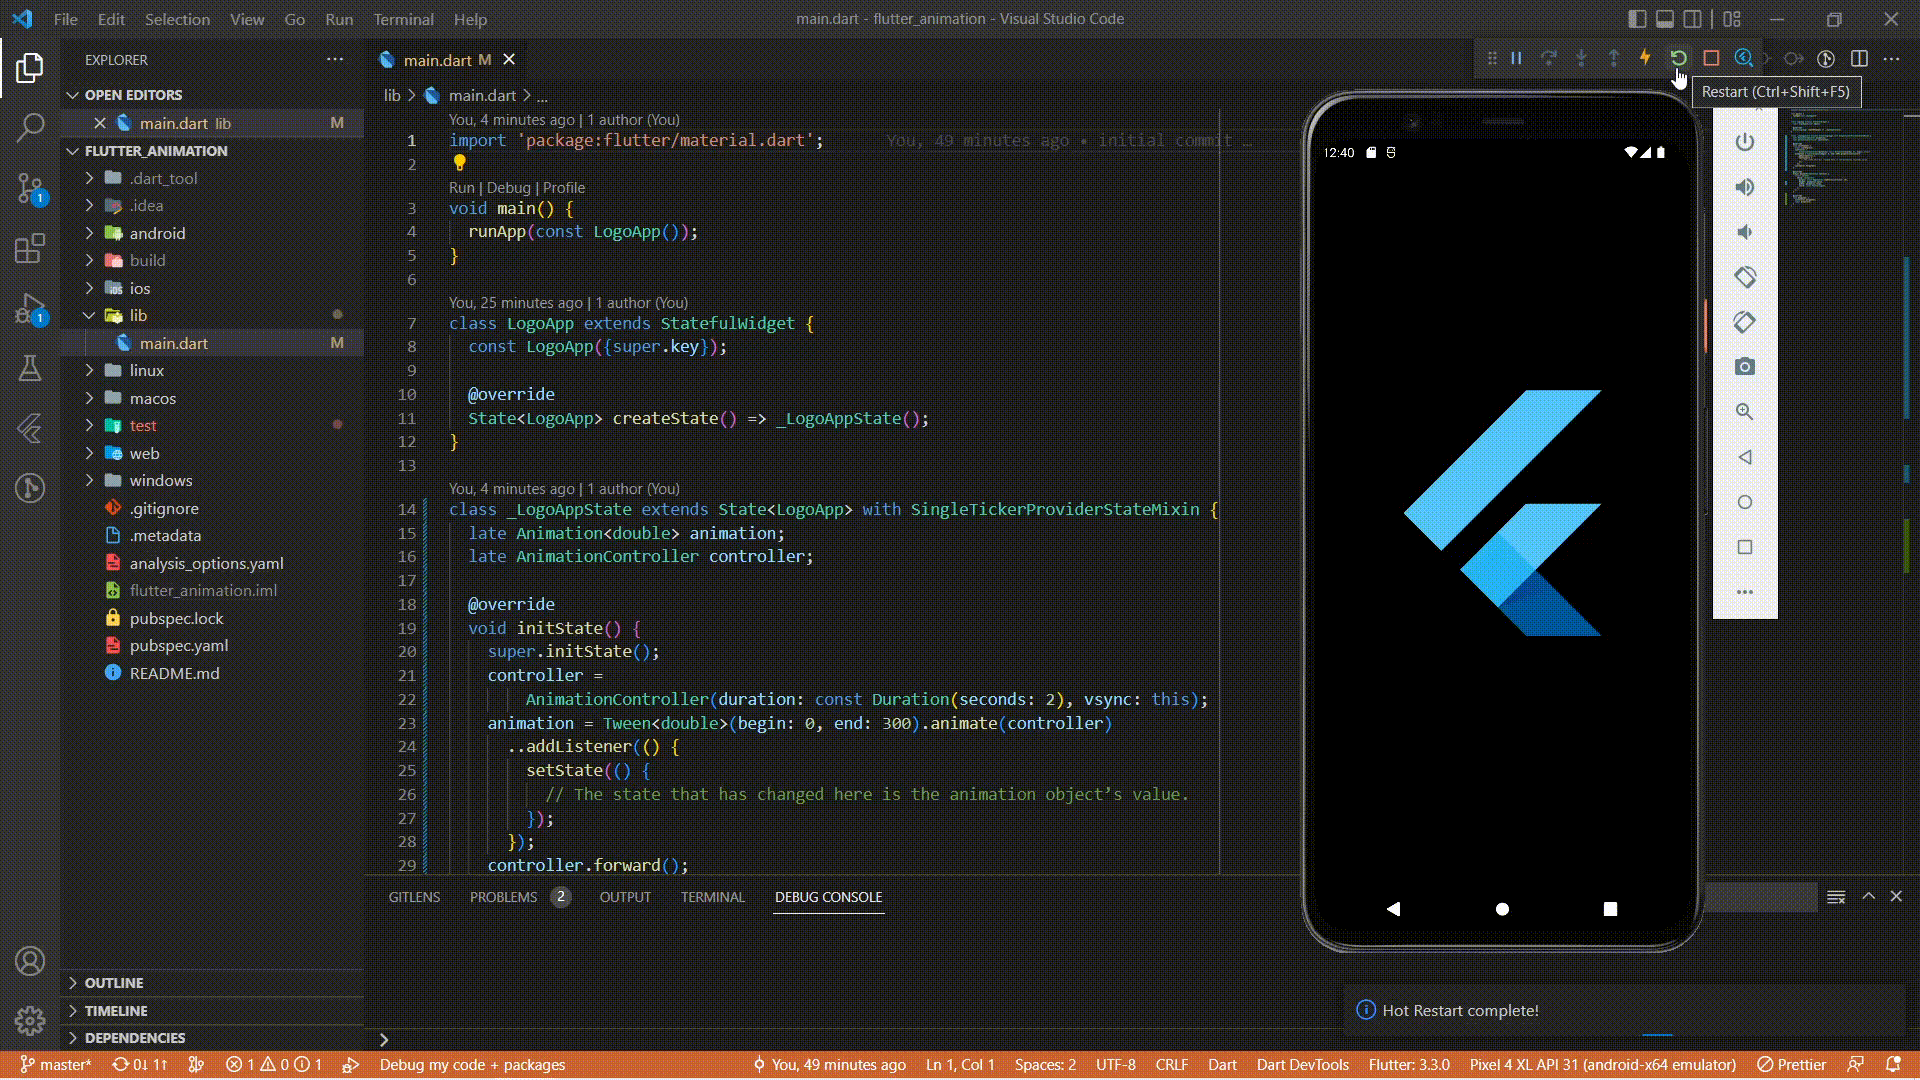 File Edit Selection View Go Run Terminal Help
main.dart - flutter_animation - Visual Studio Code
EXPLORER
OPEN EDITORS
main.dart lib M
FLUTTER_ANIMATION
.dart_tool
.idea
android
build
ios
lib
main.dart M
linux
macos
test
web
windows
.gitignore
.metadata
analysis_options.yaml
flutter_animation.iml
pubspec.lock
pubspec.yaml
README.md
OUTLINE
TIMELINE
DEPENDENCIES
1
1
main.dart M
lib > main.dart > ...
You, 4 minutes ago | 1 author (You)
1 import 'package:flutter/material.dart'; You, 49 minutes ago • initial commit …
2
Run | Debug | Profile
3 void main() {
4 runApp(const LogoApp());
5 }
6
You, 25 minutes ago | 1 author (You)
7 class LogoApp extends StatefulWidget {
8 const LogoApp({super.key});
9
10 @override
11 State<LogoApp> createState() => _LogoAppState();
12 }
13
You, 4 minutes ago | 1 author (You)
14 class _LogoAppState extends State<LogoApp> with SingleTickerProviderStateMixin {
15 late Animation<double> animation;
16 late AnimationController controller;
17
18 @override
19 void initState() {
20 super.initState();
21 controller =
22 AnimationController(duration: const Duration(seconds: 2), vsync: this);
23 animation = Tween<double>(begin: 0, end: 300).animate(controller)
24 ..addListener(() {
25 setState(() {
26 // The state that has changed here is the animation object’s value.
27 });
28 });
29 controller.forward();
Restart (Ctrl+Shift+F5)
12:40
GITLENS PROBLEMS 2 OUTPUT TERMINAL DEBUG CONSOLE
Hot Restart complete!
master* 0↓ 1↑ 1 0 1 Debug my code + packages You, 49 minutes ago Ln 1, Col 1 Spaces: 2 UTF-8 CRLF Dart Dart DevTools Flutter: 3.3.0 Pixel 4 XL API 31 (android-x64 emulator) Prettier